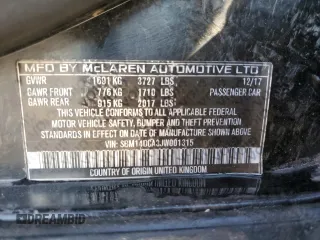 MFD BY McLAREN AUTOMOTIVE LTD
GVWR 1691 KG 3727 LBS 12/17
GAWR FRONT 776 KG 1710 LBS PASSENGER CAR
GAWR REAR 915 KG 2017 LBS
THIS VEHICLE CONFORMS TO ALL APPLICABLE FEDERAL
MOTOR VEHICLE SAFETY, BUMPER AND THEFT PREVENTION
STANDARDS IN EFFECT ON DATE OF MANUFACTURE SHOWN ABOVE
VIN:
COUNTRY OF ORIGIN UNITED KINGDOM
DREAMBID